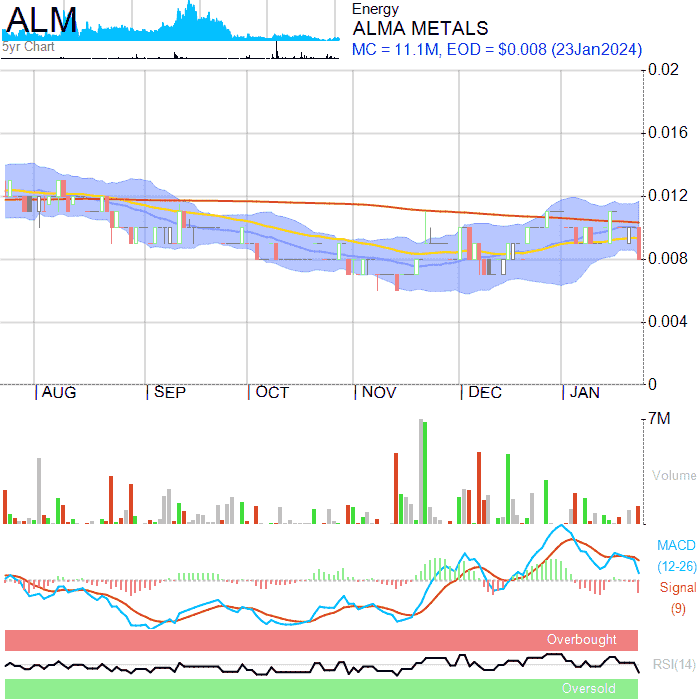 ALM
5yr Chart
Energy
ALMA METALS
MC = 11.1M, EOD = $0.008 (23Jan2024)
0.02
0.016
0.012
0.008
0.004
0
AUG SEP OCT NOV DEC JAN
7M
Volume
MACD
(12-26)
Signal
(9)
Overbought
RSI(14)
Oversold